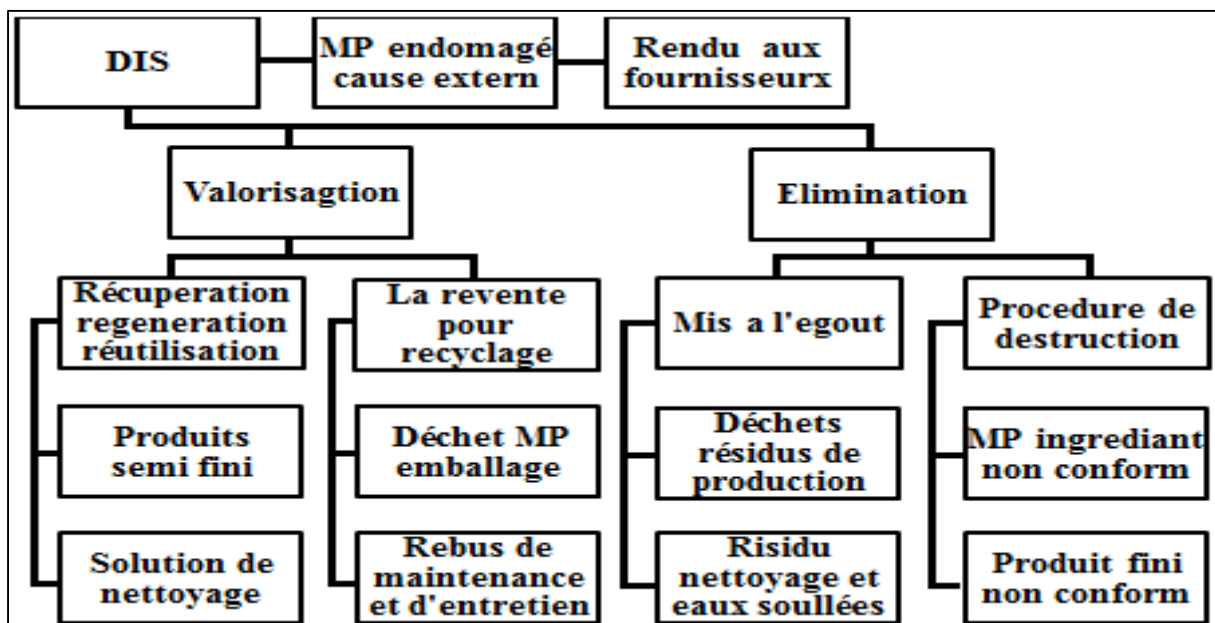 DIS
MP endomagé
cause extern
Rendu aux
fournisseurx
Valorisagtion
Elimination
Récuperation
regeneration
réutilisation
La revente
pour
recyclage
Mis a l'egout
Procedure de
destruction
Produits
semi fini
Déchet MP
emballage
Déchets
résidus de
production
MP ingrediant
non conform
Solution de
nettoyage
Rebus de
maintenance
et d'entretien
Risidu
nettoyage et
eaux soullées
Produit fini
non conform